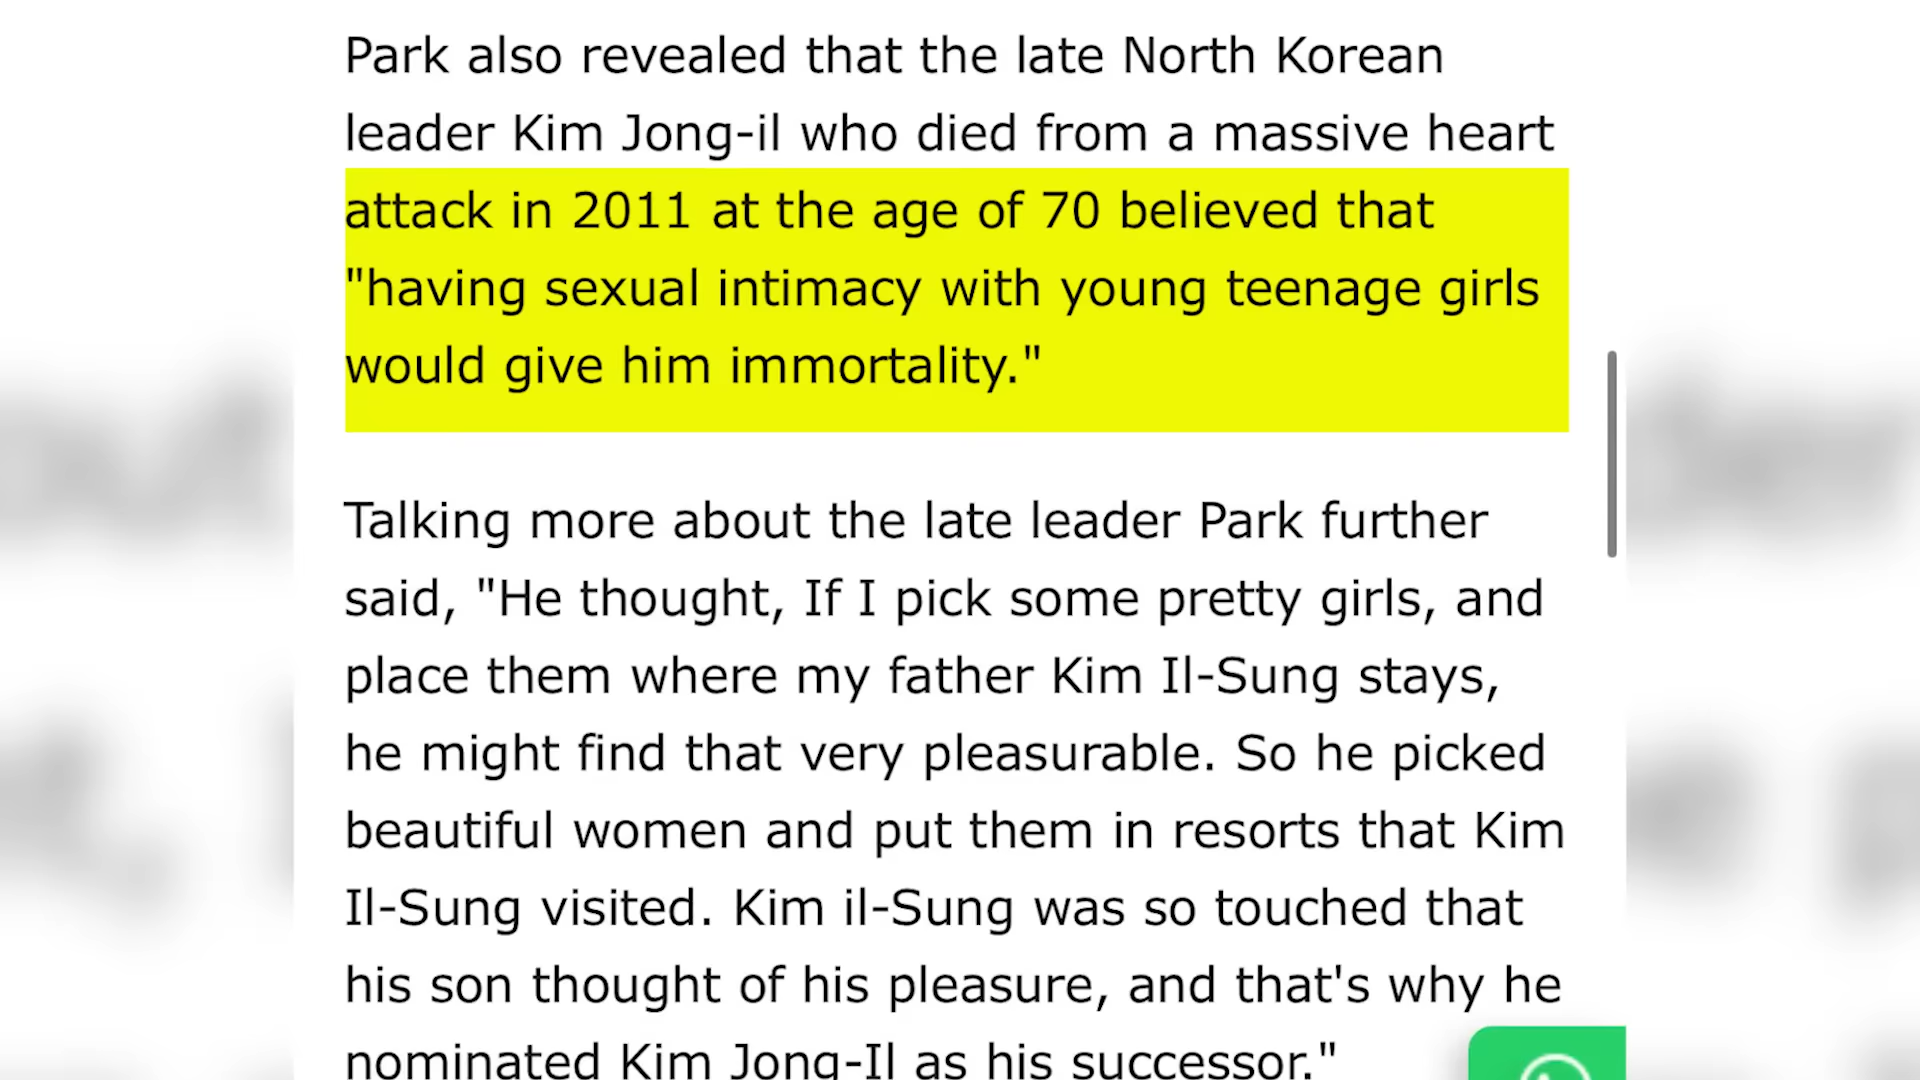 Park also revealed that the late North Korean
leader Kim Jong-il who died from a massive heart
attack in 2011 at the age of 70 believed that
"having sexual intimacy with young teenage girls
would give him immortality."
Talking more about the late leader Park further
said, "He thought, If I pick some pretty girls, and
place them where my father Kim Il-Sung stays,
he might find that very pleasurable. So he picked
beautiful women and put them in resorts that Kim
Il-Sung visited. Kim il-Sung was so touched that
his son thought of his pleasure, and that's why he
nominated Kim Jong-Il as his successor."